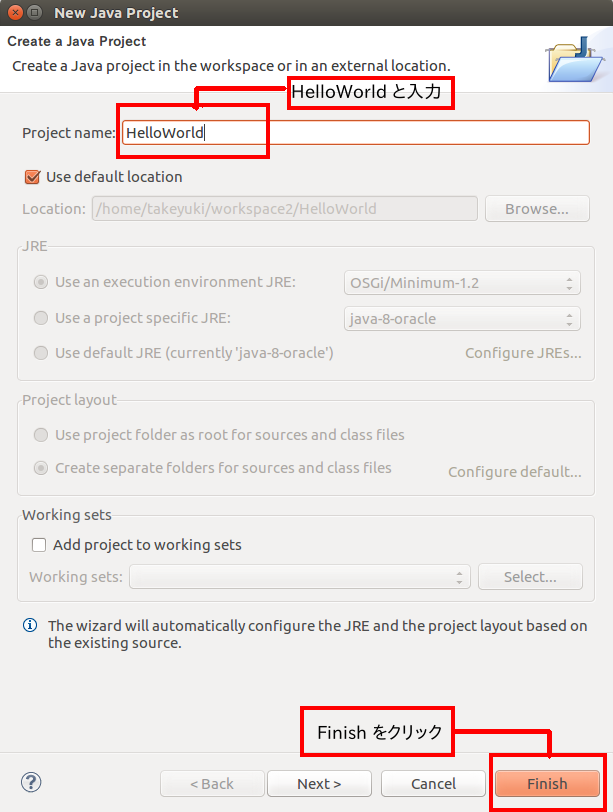 New Java Project
Create a Java Project
Create a Java project in the workspace or in an external location.
HelloWorld と入力
Project name: HelloWorld
Use default location
Location: /home/takeyuki/workspace2/HelloWorld Browse...
JRE
Use an execution environment JRE: OSGi/Minimum-1.2
Use a project specific JRE: java-8-oracle
Use default JRE (currently 'java-8-oracle') Configure JREs...
Project layout
Use project folder as root for sources and class files
Create separate folders for sources and class files Configure default...
Working sets
Add project to working sets
Working sets: Select...
The wizard will automatically configure the JRE and the project layout based on
the existing source.
Finish をクリック
? < Back Next > Cancel Finish